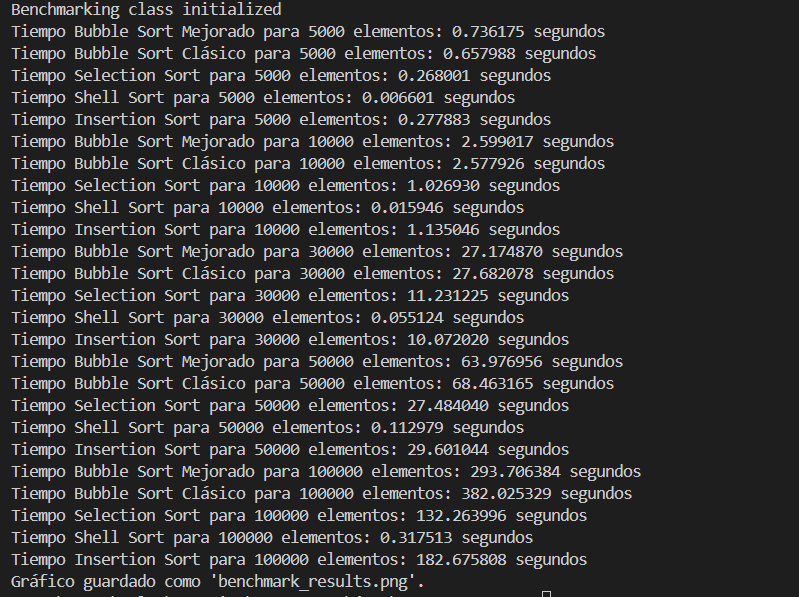 Benchmarking class initialized
Tiempo Bubble Sort Mejorado para 5000 elementos: 0.736175 segundos
Tiempo Bubble Sort Clásico para 5000 elementos: 0.657988 segundos
Tiempo Selection Sort para 5000 elementos: 0.268001 segundos
Tiempo Shell Sort para 5000 elementos: 0.006601 segundos
Tiempo Insertion Sort para 5000 elementos: 0.277883 segundos
Tiempo Bubble Sort Mejorado para 10000 elementos: 2.599017 segundos
Tiempo Bubble Sort Clásico para 10000 elementos: 2.577926 segundos
Tiempo Selection Sort para 10000 elementos: 1.026930 segundos
Tiempo Shell Sort para 10000 elementos: 0.015946 segundos
Tiempo Insertion Sort para 10000 elementos: 1.135046 segundos
Tiempo Bubble Sort Mejorado para 30000 elementos: 27.174870 segundos
Tiempo Bubble Sort Clásico para 30000 elementos: 27.682078 segundos
Tiempo Selection Sort para 30000 elementos: 11.231225 segundos
Tiempo Shell Sort para 30000 elementos: 0.055124 segundos
Tiempo Insertion Sort para 30000 elementos: 10.072020 segundos
Tiempo Bubble Sort Mejorado para 50000 elementos: 63.976956 segundos
Tiempo Bubble Sort Clásico para 50000 elementos: 68.463165 segundos
Tiempo Selection Sort para 50000 elementos: 27.484040 segundos
Tiempo Shell Sort para 50000 elementos: 0.112979 segundos
Tiempo Insertion Sort para 50000 elementos: 29.601044 segundos
Tiempo Bubble Sort Mejorado para 100000 elementos: 293.706384 segundos
Tiempo Bubble Sort Clásico para 100000 elementos: 382.025329 segundos
Tiempo Selection Sort para 100000 elementos: 132.263996 segundos
Tiempo Shell Sort para 100000 elementos: 0.317513 segundos
Tiempo Insertion Sort para 100000 elementos: 182.675808 segundos
Gráfico guardado como 'benchmark_results.png'.